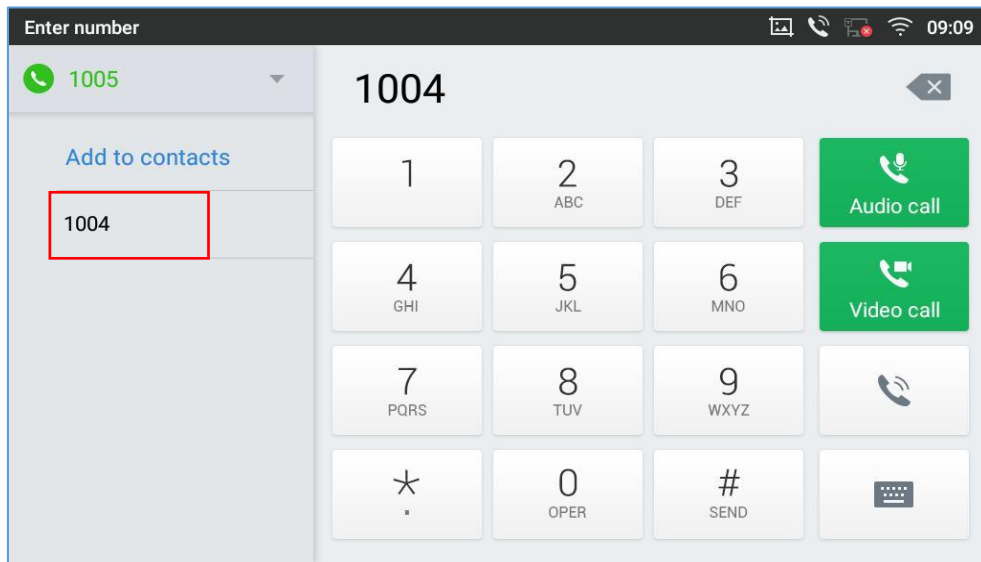 Enter number
09:09
1005
Add to contacts
1004
1004
1
2
ABC
3
DEF
Audio call
4
GHI
5
JKL
6
MNO
Video call
7
PQRS
8
TUV
9
WXYZ
*
.
0
OPER
#
SEND